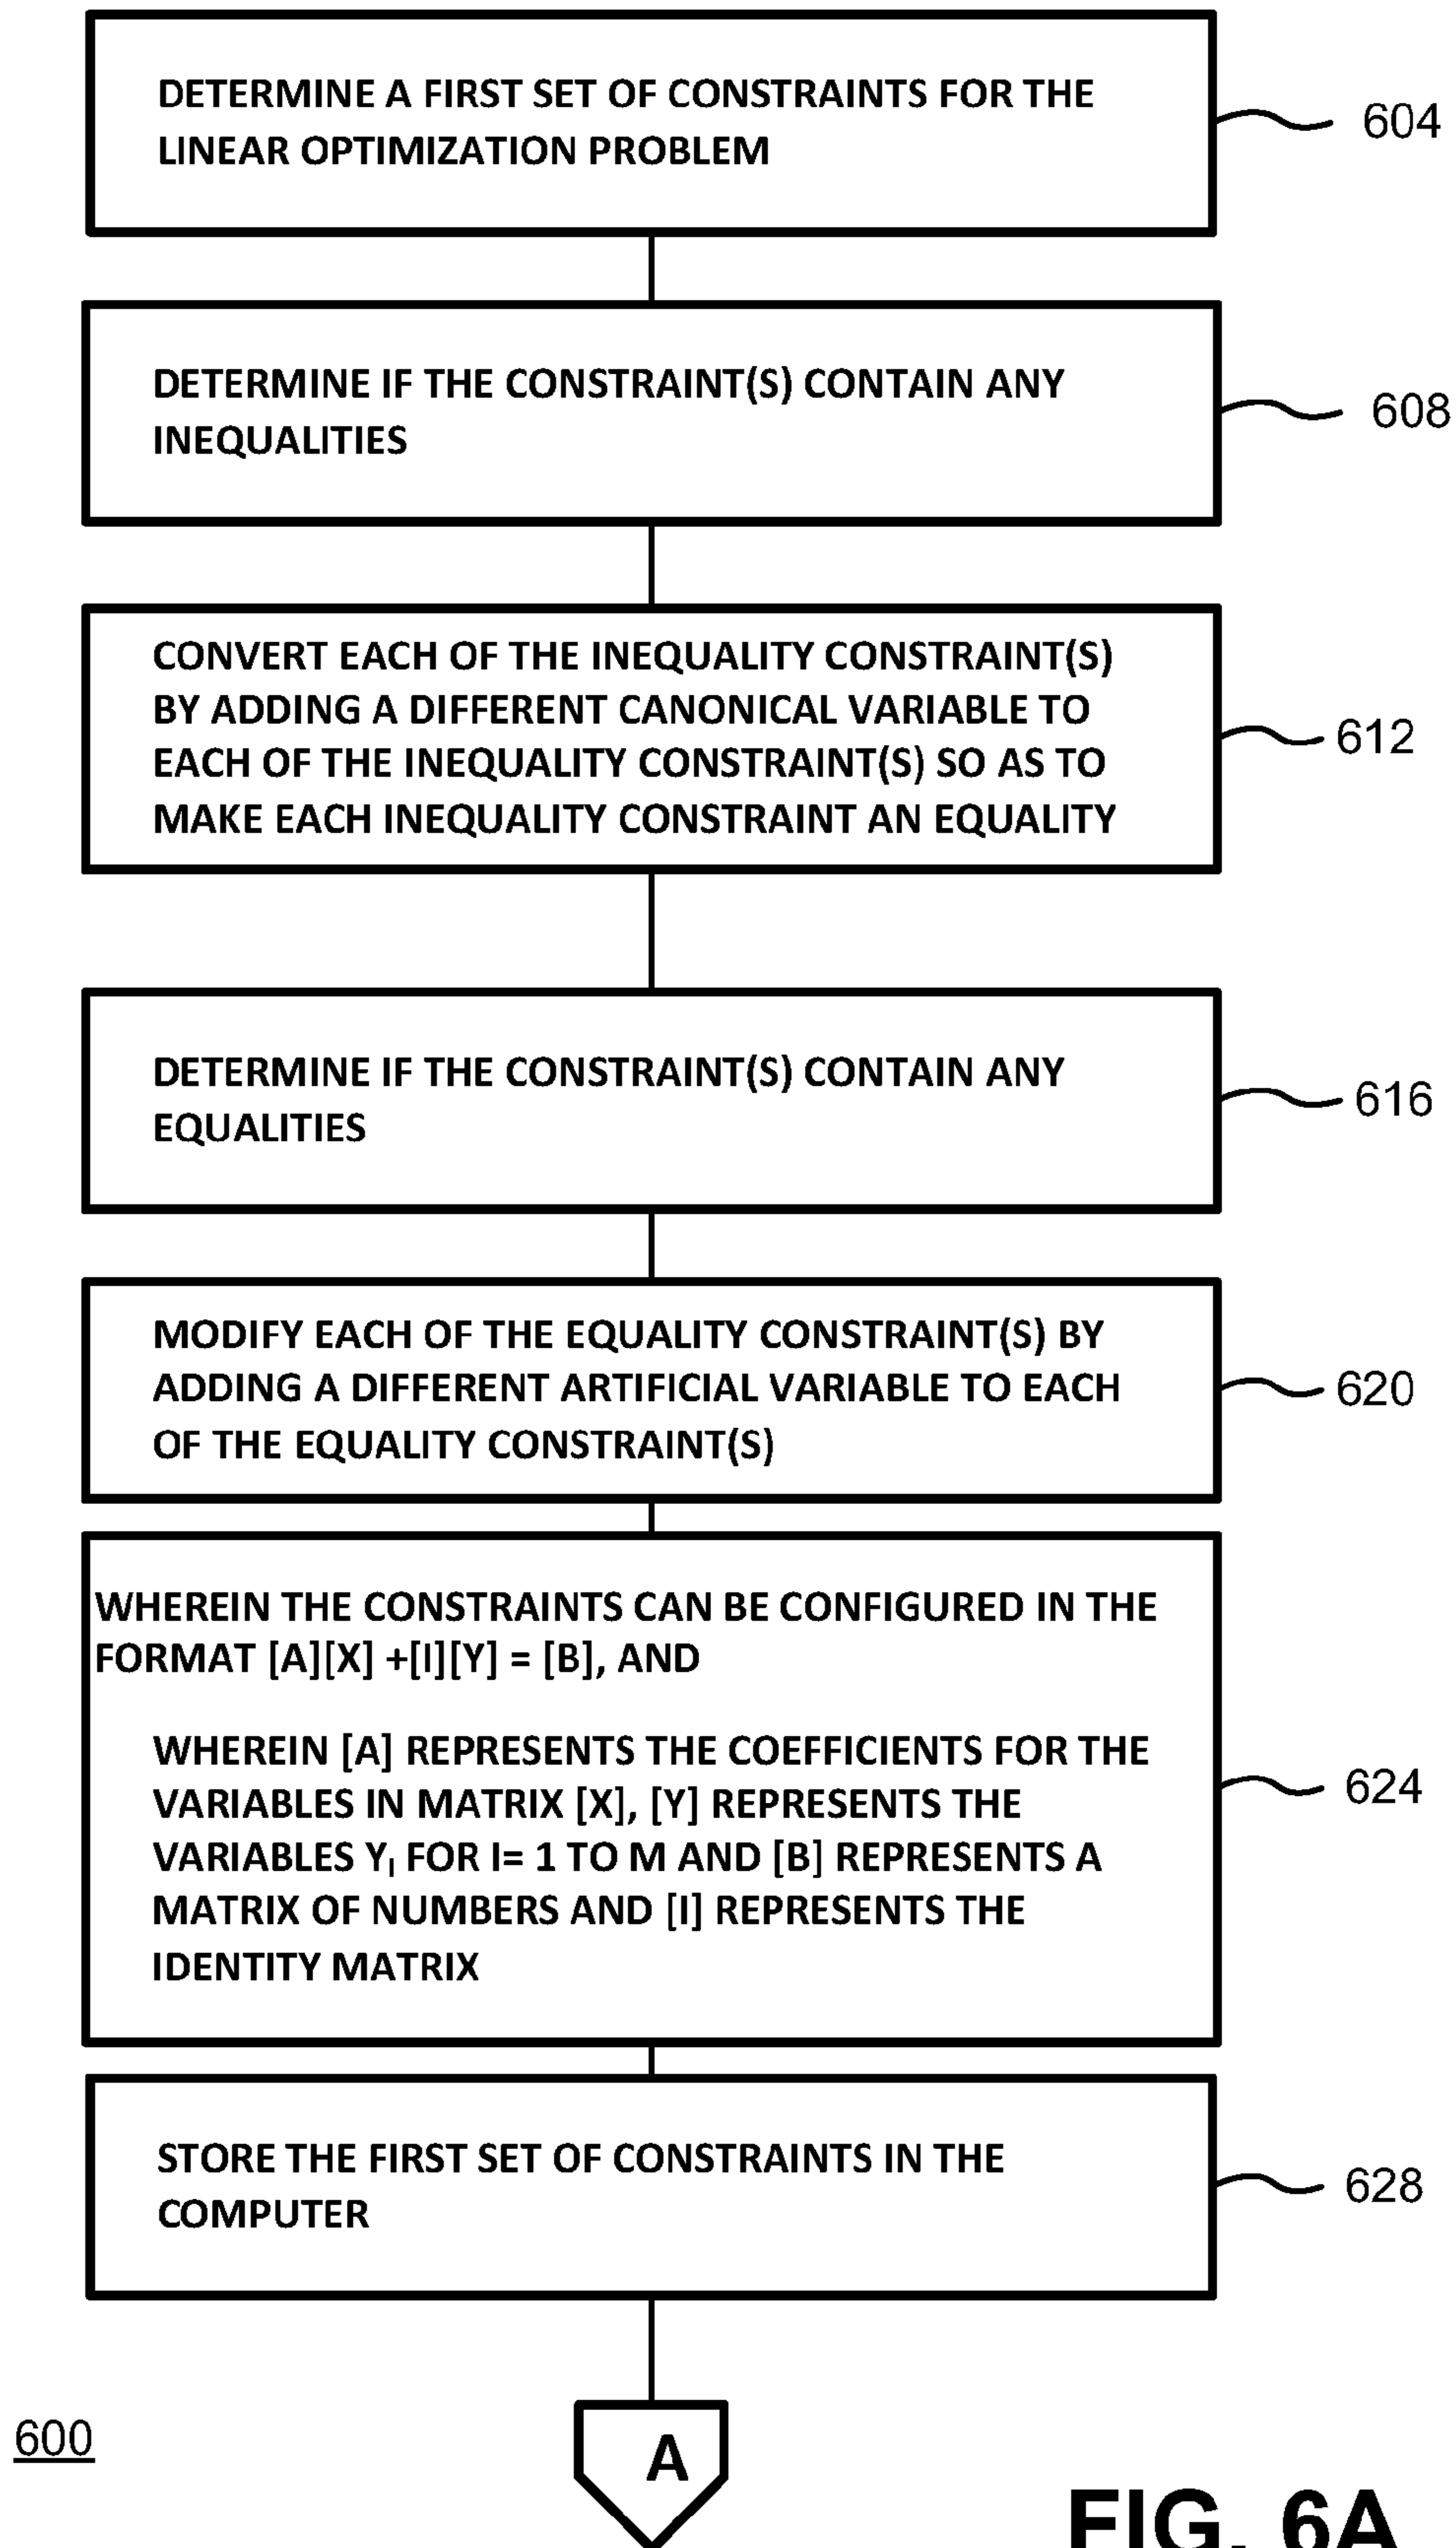 DETERMINE A FIRST SET OF CONSTRAINTS FOR THE
LINEAR OPTIMIZATION PROBLEM
604
DETERMINE IF THE CONSTRAINT(S) CONTAIN ANY
INEQUALITIES
608
CONVERT EACH OF THE INEQUALITY CONSTRAINT(S)
BY ADDING A DIFFERENT CANONICAL VARIABLE TO
EACH OF THE INEQUALITY CONSTRAINT(S) SO AS TO
MAKE EACH INEQUALITY CONSTRAINT AN EQUALITY
612
DETERMINE IF THE CONSTRAINT(S) CONTAIN ANY
EQUALITIES
616
MODIFY EACH OF THE EQUALITY CONSTRAINT(S) BY
ADDING A DIFFERENT ARTIFICIAL VARIABLE TO EACH
OF THE EQUALITY CONSTRAINT(S)
620
WHEREIN THE CONSTRAINTS CAN BE CONFIGURED IN THE
FORMAT [A][X] +[I][Y] = [B], AND
WHEREIN [A] REPRESENTS THE COEFFICIENTS FOR THE
VARIABLES IN MATRIX [X], [Y] REPRESENTS THE
VARIABLES Y_I FOR I= 1 TO M AND [B] REPRESENTS A
MATRIX OF NUMBERS AND [I] REPRESENTS THE
IDENTITY MATRIX
624
STORE THE FIRST SET OF CONSTRAINTS IN THE
COMPUTER
628
600
A
FIG. 6A